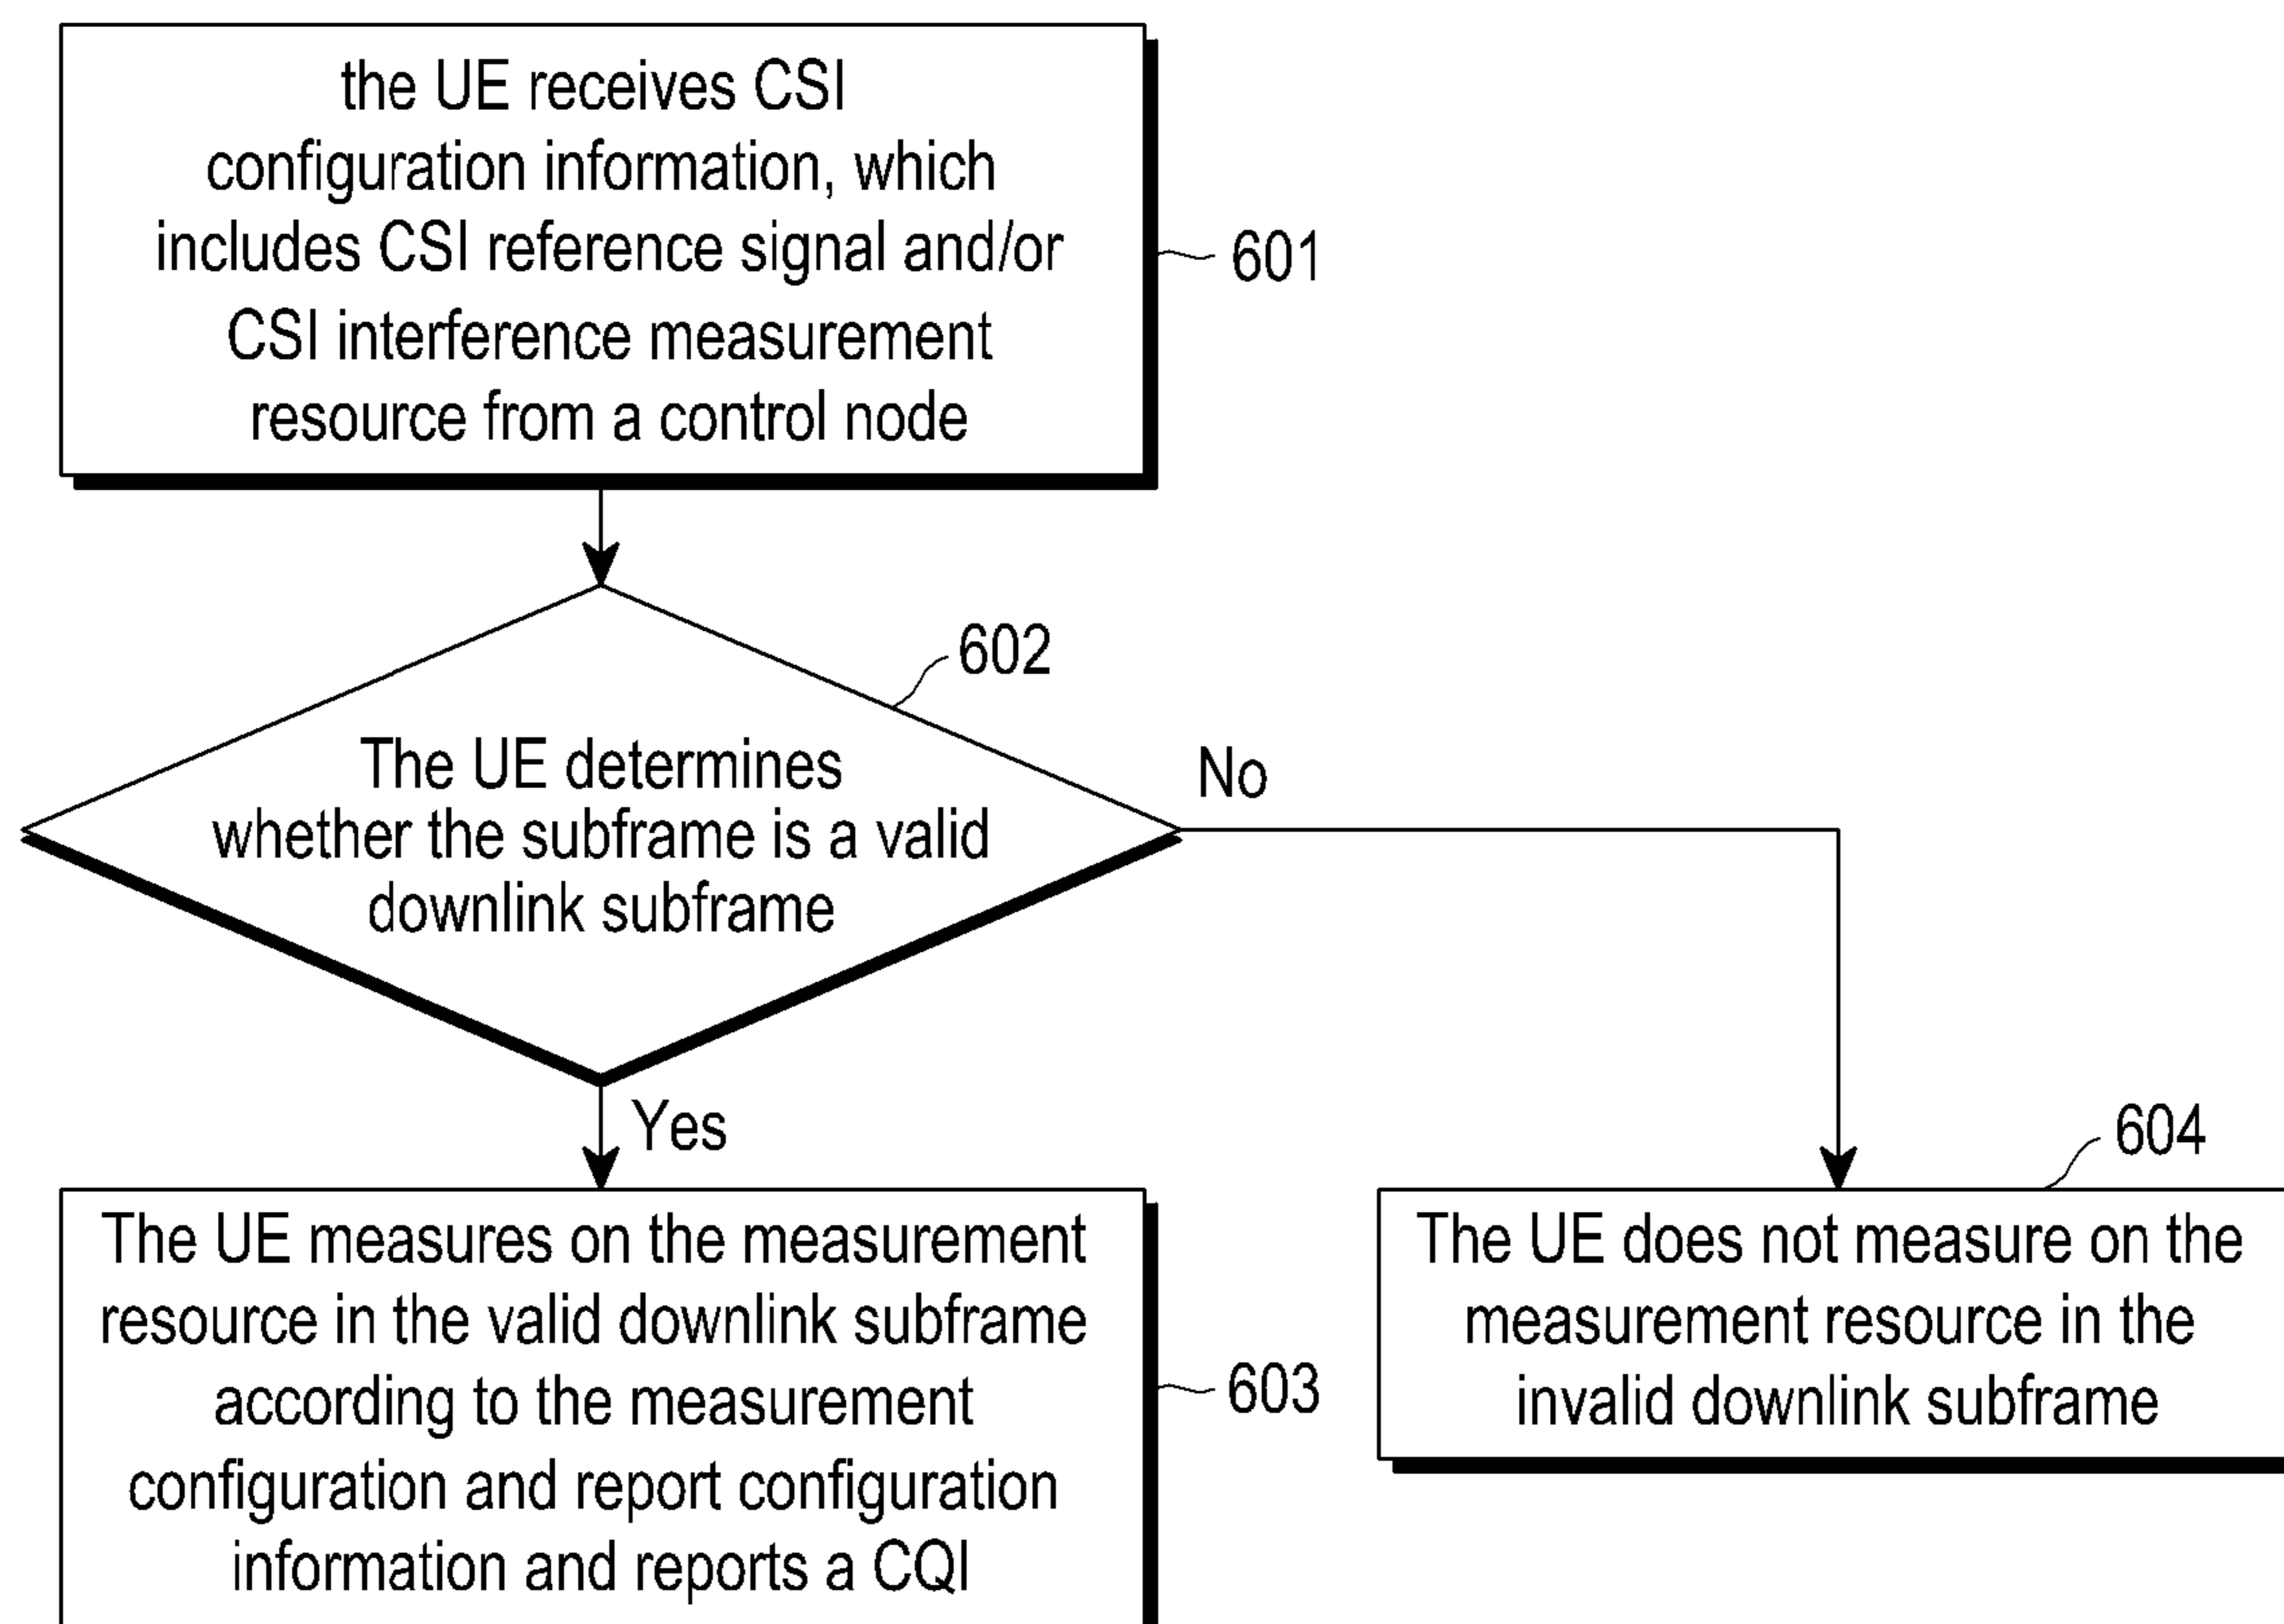 the UE receives CSI
configuration information, which
includes CSI reference signal and/or
CSI interference measurement
resource from a control node
601
602
The UE determines
whether the subframe is a valid
downlink subframe
No
Yes
The UE measures on the measurement
resource in the valid downlink subframe
according to the measurement
configuration and report configuration
information and reports a CQI
603
604
The UE does not measure on the
measurement resource in the
invalid downlink subframe